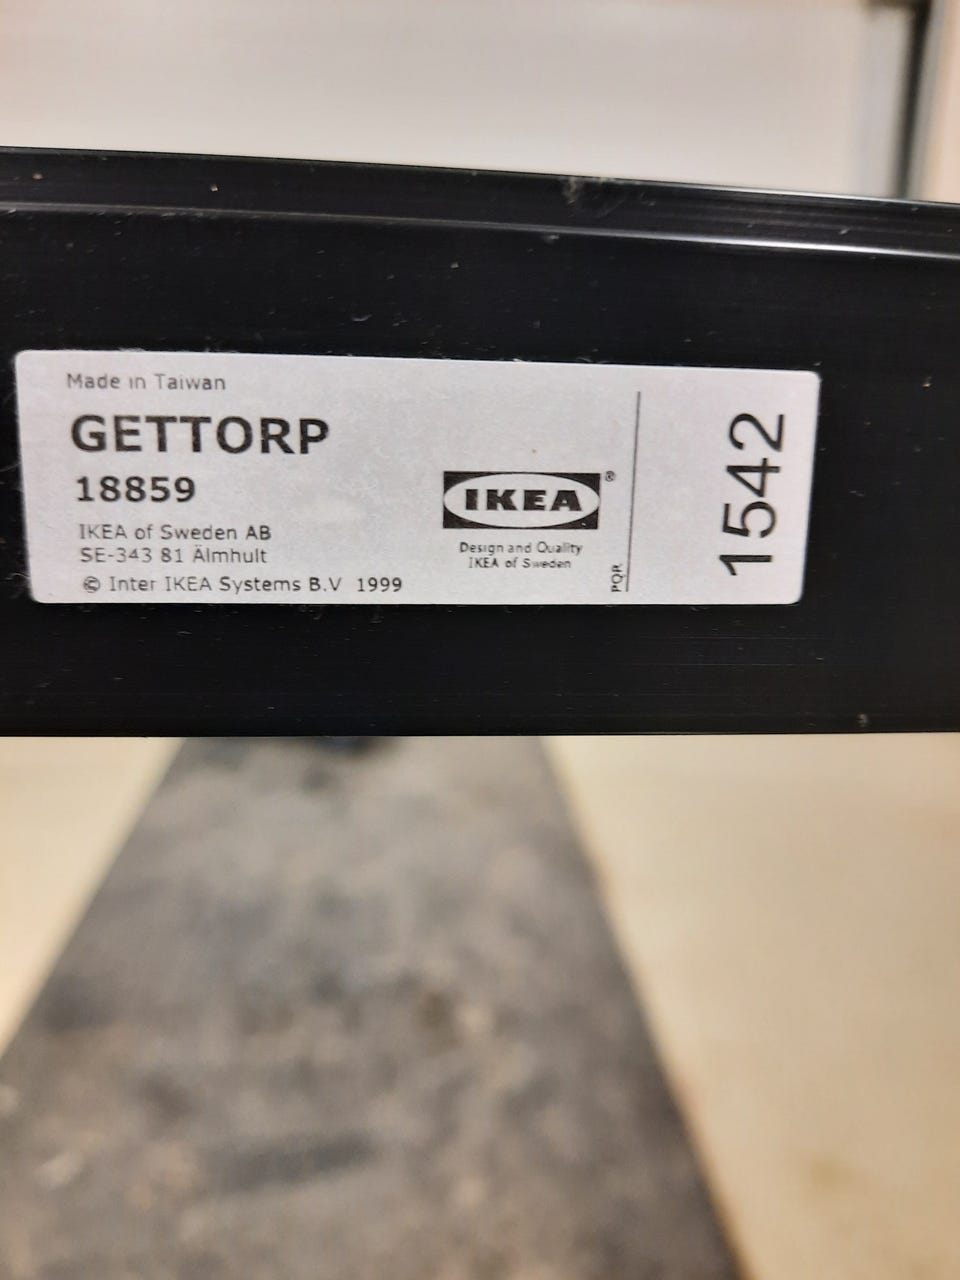 Made in Taiwan
GETTORP
18859
IKEA of Sweden AB
SE-343 81 Älmhult
© Inter IKEA Systems B.V 1999
IKEA®
Design and Quality
IKEA of Sweden
PQR
1542